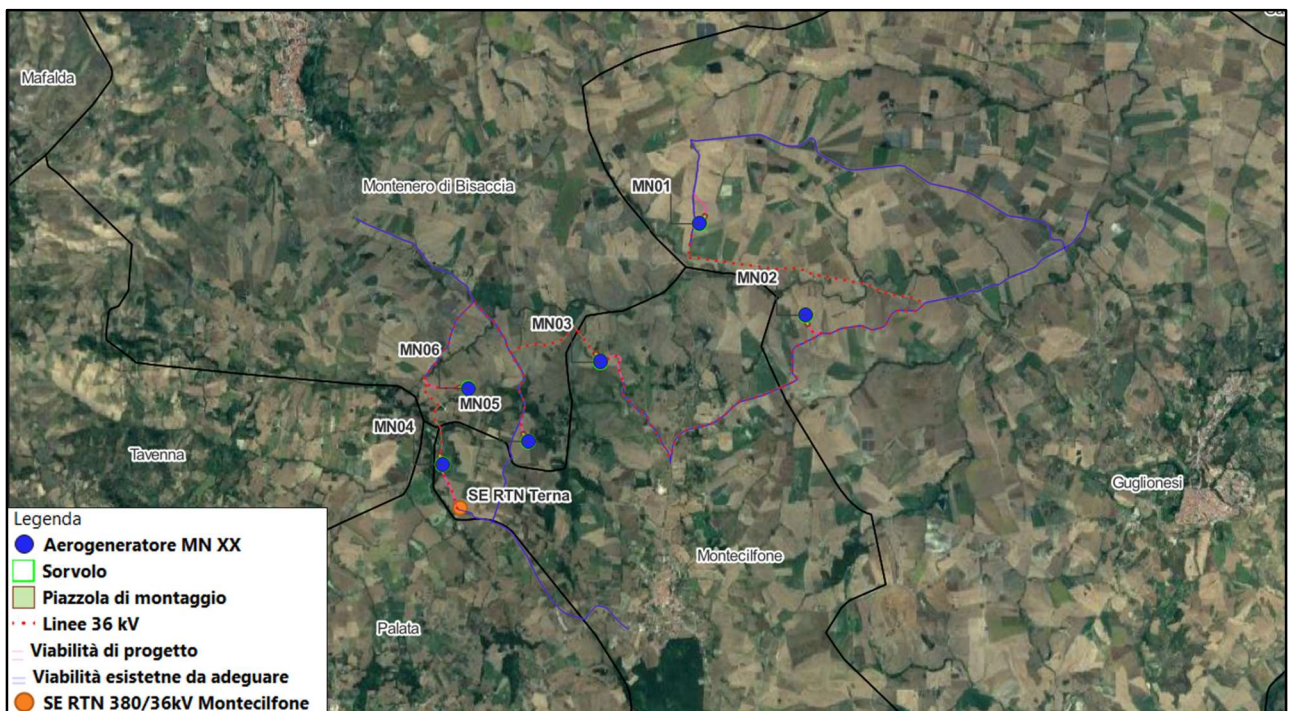 Mafalda
Montenero di Bisaccia
MN01
MN02
MN03
MN06
MN05
MN04
Tavenna
SE RTN Terna
Guglionesi
Montecilfone
Palata
Legenda
Aerogeneratore MN XX
Sorvolo
Piazzola di montaggio
Linee 36 kV
Viabilità di progetto
Viabilità esistetne da adeguare
SE RTN 380/36kV Montecilfone